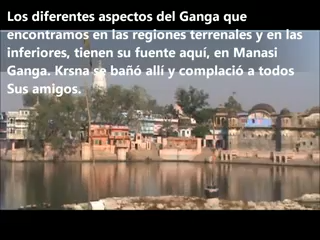 Los diferentes aspectos del Ganga que
encontramos en las regiones terrenales y en las
inferiores, tienen su fuente aquí, en Manasi
Ganga. Krsna se bañó allí y complació a todos
Sus amigos.